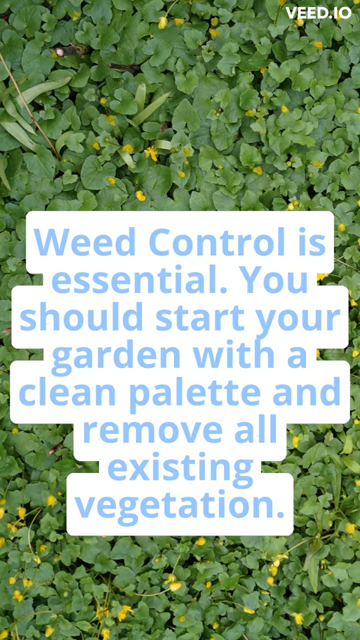 VEED.IO
Weed Control is
essential. You
should start your
garden with a
clean palette and
remove all
existing
vegetation.